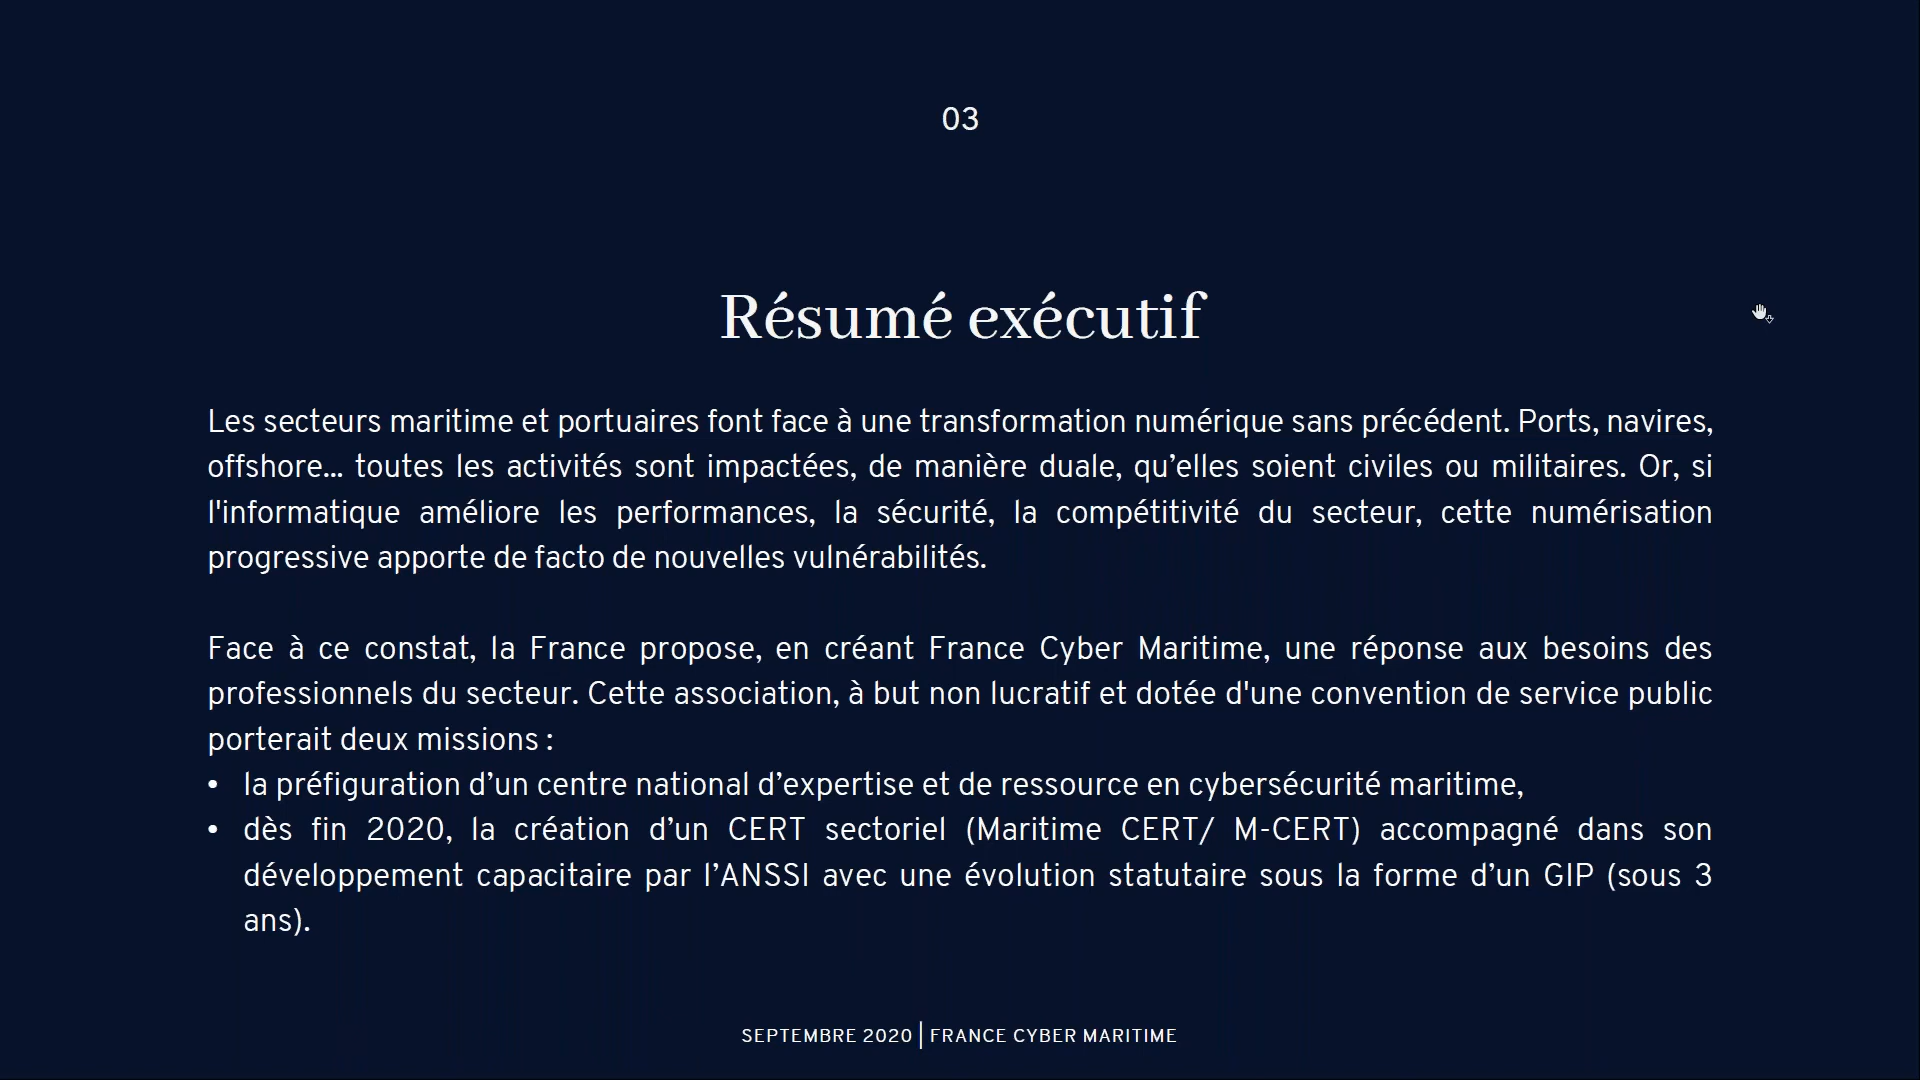 03
Résumé exécutif
Les secteurs maritime et portuaires font face à une transformation numérique sans précédent. Ports, navires,
offshore... toutes les activités sont impactées, de manière duale, qu’elles soient civiles ou militaires. Or, si
l'informatique améliore les performances, la sécurité, la compétitivité du secteur, cette numérisation
progressive apporte de facto de nouvelles vulnérabilités.
Face à ce constat, la France propose, en créant France Cyber Maritime, une réponse aux besoins des
professionnels du secteur. Cette association, à but non lucratif et dotée d'une convention de service public
porterait deux missions :
• la préfiguration d’un centre national d’expertise et de ressource en cybersécurité maritime,
• dès fin 2020, la création d’un CERT sectoriel (Maritime CERT/ M-CERT) accompagné dans son
développement capacitaire par l’ANSSI avec une évolution statutaire sous la forme d’un GIP (sous 3
ans).
SEPTEMBRE 2020 | FRANCE CYBER MARITIME